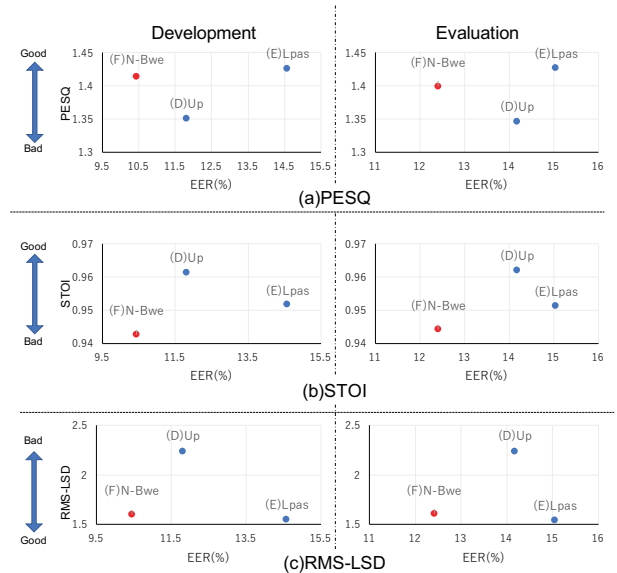 Development
Evaluation
Good
Bad
PESQ
1.45
1.4
1.35
1.3
(F)N-Bwe
(D)Up
(E)Lpas
9.5 10.5 11.5 12.5 13.5 14.5 15.5
EER(%)
1.45
1.4
1.35
1.3
(F)N-Bwe
(D)Up
(E)Lpas
11 12 13 14 15 16
EER(%)
(a)PESQ
Good
Bad
STOI
0.97
0.96
0.95
0.94
(D)Up
(E)Lpas
(F)N-Bwe
9.5 11.5 13.5 15.5
EER(%)
0.97
0.96
0.95
0.94
(D)Up
(E)Lpas
(F)N-Bwe
11 12 13 14 15 16
EER(%)
(b)STOI
Bad
Good
RMS-LSD
2.5
2
1.5
(D)Up
(F)N-Bwe
(E)Lpas
9.5 11.5 13.5 15.5
EER(%)
2.5
2
1.5
(D)Up
(F)N-Bwe
(E)Lpas
11 12 13 14 15 16
EER(%)
(c)RMS-LSD